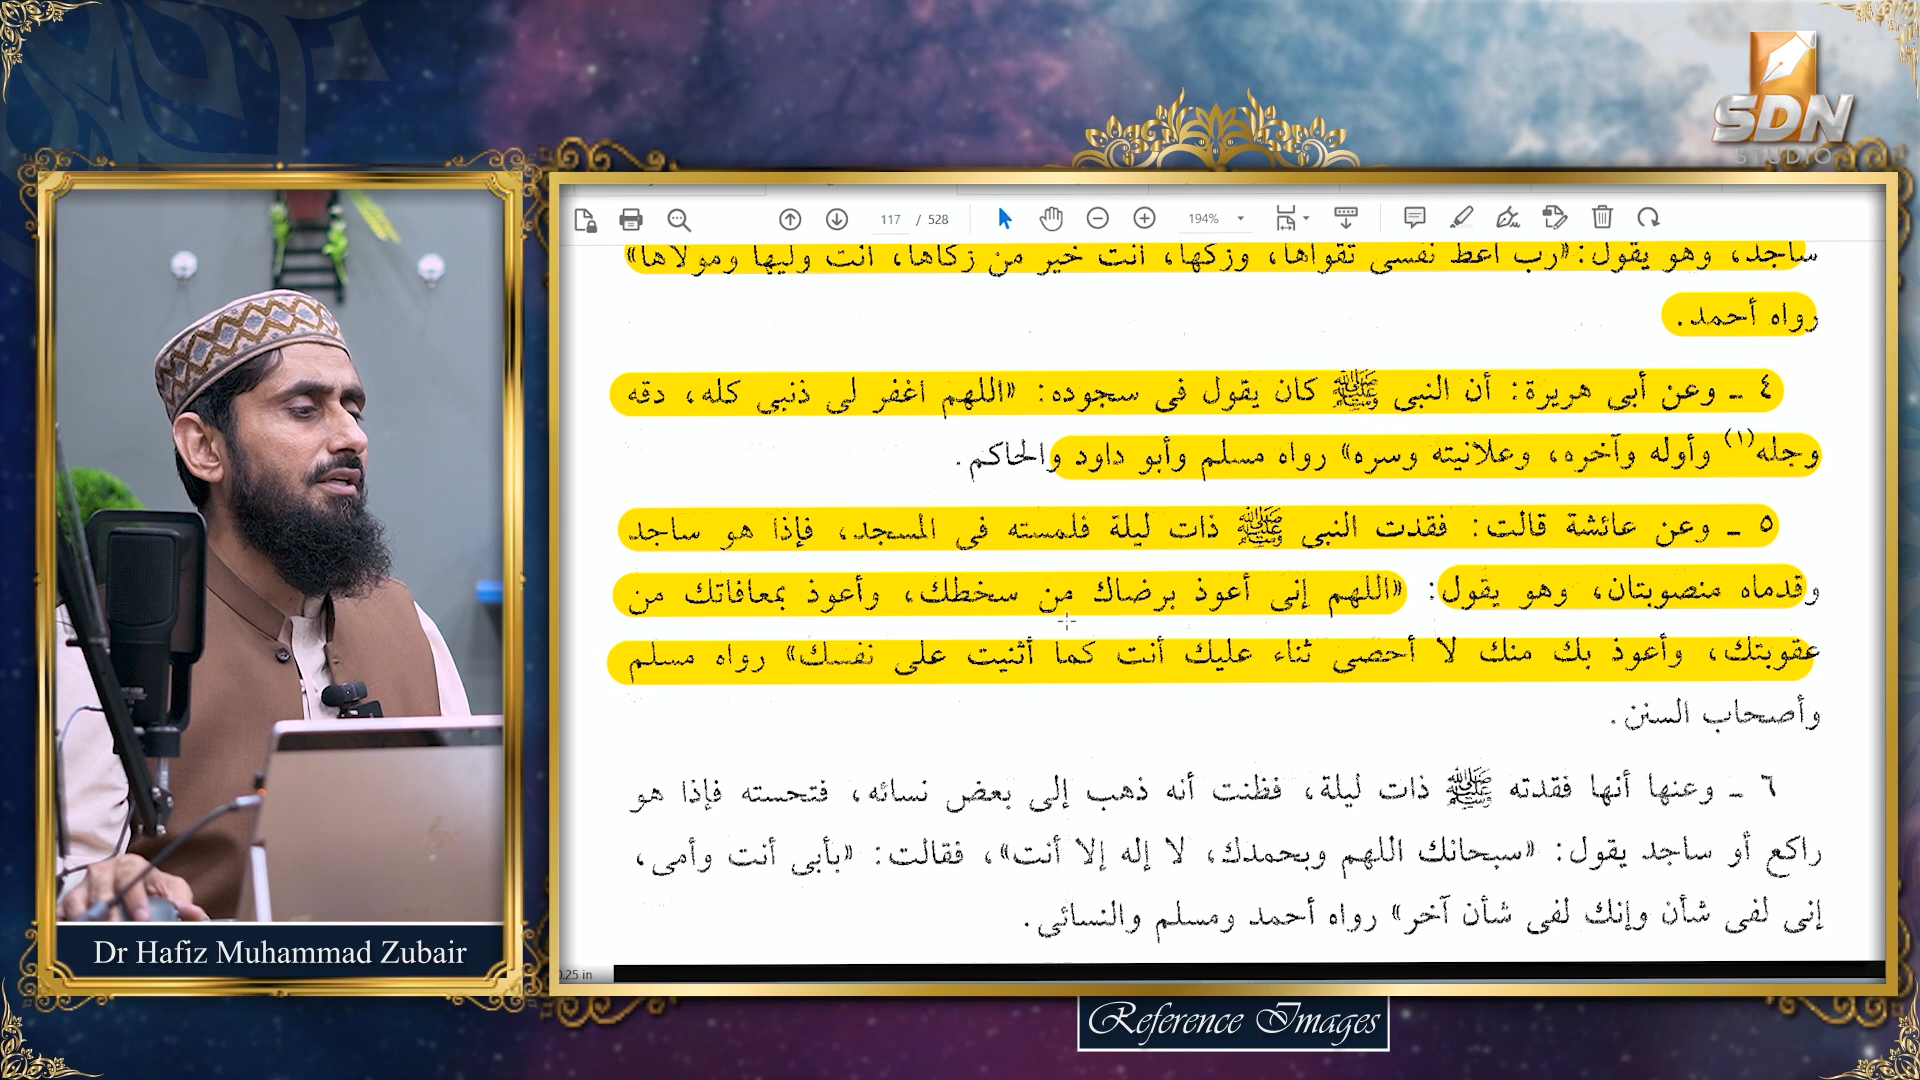 SDN
STUDIO
117 / 528
194%
ساجد، وهو يقول: «رب اعط نفسى تقواها، وزكها، أنت خير من زكاها، أنت وليها ومولاها»
رواه أحمد.
٤ ـ وعن أبى هريرة: أن النبى ﷺ كان يقول فى سجوده: «اللهم اغفر لى ذنبى كله، دقه
وجله(١) وأوله وآخره، وعلانيته وسره» رواه مسلم وأبو داود والحاكم.
٥ ـ وعن عائشة قالت: فقدت النبى ﷺ ذات ليلة فلمسته فى المسجد، فإذا هو ساجد
وقدماه منصوبتان، وهو يقول: «اللهم إنى أعوذ برضاك من سخطك، وأعوذ بمعافاتك من
عقوبتك، وأعوذ بك منك لا أحصى ثناء عليك أنت كما أثنيت على نفسك» رواه مسلم
وأصحاب السنن.
٦ ـ وعنها أنها فقدته ﷺ ذات ليلة، فظنت أنه ذهب إلى بعض نسائه، فتحسته فإذا هو
راكع أو ساجد يقول: «سبحانك اللهم وبحمدك، لا إله إلا أنت»، فقالت: «بأبى أنت وأمى،
إنى لفى شأن وإنك لفى شأن آخر» رواه أحمد ومسلم والنسائى.
0.25 in
Dr Hafiz Muhammad Zubair
Reference Images